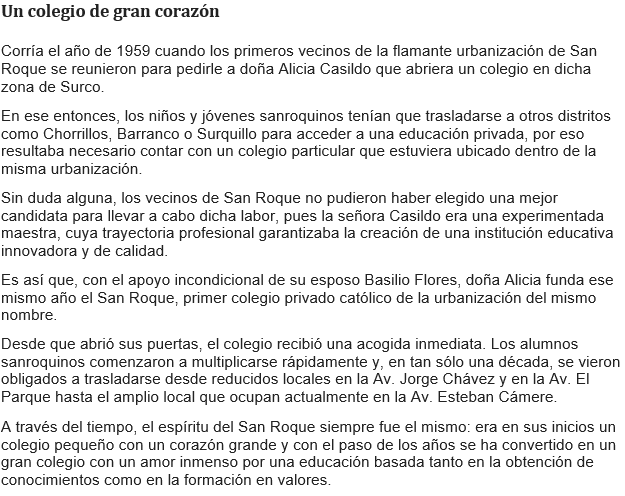 Un colegio de gran corazón
Corría el año de 1959 cuando los primeros vecinos de la flamante urbanización de San
Roque se reunieron para pedirle a doña Alicia Casildo que abriera un colegio en dicha
zona de Surco.
En ese entonces, los niños y jóvenes sanroquinos tenían que trasladarse a otros distritos
como Chorrillos, Barranco o Surquillo para acceder a una educación privada, por eso
resultaba necesario contar con un colegio particular que estuviera ubicado dentro de la
misma urbanización.
Sin duda alguna, los vecinos de San Roque no pudieron haber elegido una mejor
candidata para llevar a cabo dicha labor, pues la señora Casildo era una experimentada
maestra, cuya trayectoria profesional garantizaba la creación de una institución educativa
innovadora y de calidad.
Es así que, con el apoyo incondicional de su esposo Basilio Flores, doña Alicia funda ese
mismo año el San Roque, primer colegio privado católico de la urbanización del mismo
nombre.
Desde que abrió sus puertas, el colegio recibió una acogida inmediata. Los alumnos
sanroquinos comenzaron a multiplicarse rápidamente y, en tan sólo una década, se vieron
obligados a trasladarse desde reducidos locales en la Av. Jorge Chávez y en la Av. El
Parque hasta el amplio local que ocupan actualmente en la Av. Esteban Cámere.
A través del tiempo, el espíritu del San Roque siempre fue el mismo: era en sus inicios un
colegio pequeño con un corazón grande y con el paso de los años se ha convertido en un
gran colegio con un amor inmenso por una educación basada tanto en la obtención de
conocimientos como en la formación en valores.